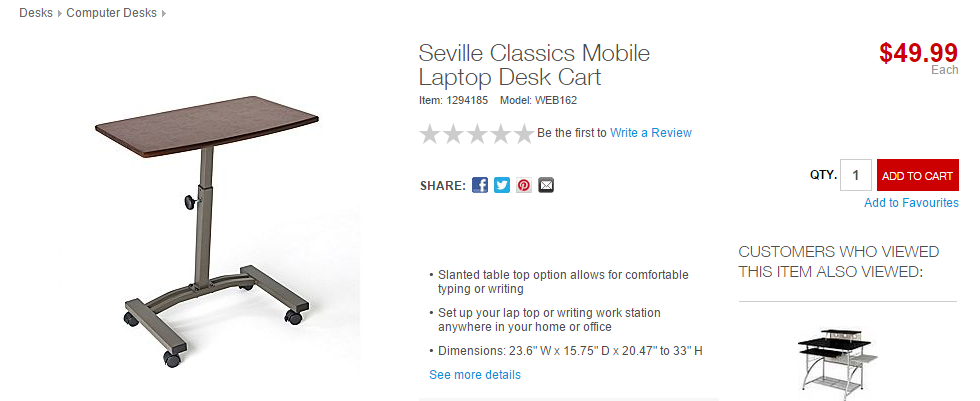 Desks Computer Desks
Seville Classics Mobile
Laptop Desk Cart
$49.99
Each
Item: 1294185 Model: WEB162
Be the first to Write a Review
SHARE:
QTY. 1 ADD TO CART
Add to Favourites
CUSTOMERS WHO VIEWED
THIS ITEM ALSO VIEWED:
• Slanted table top option allows for comfortable
typing or writing
• Set up your lap top or writing work station
anywhere in your home or office
• Dimensions: 23.6" W x 15.75" D x 20.47" to 33" H
See more details